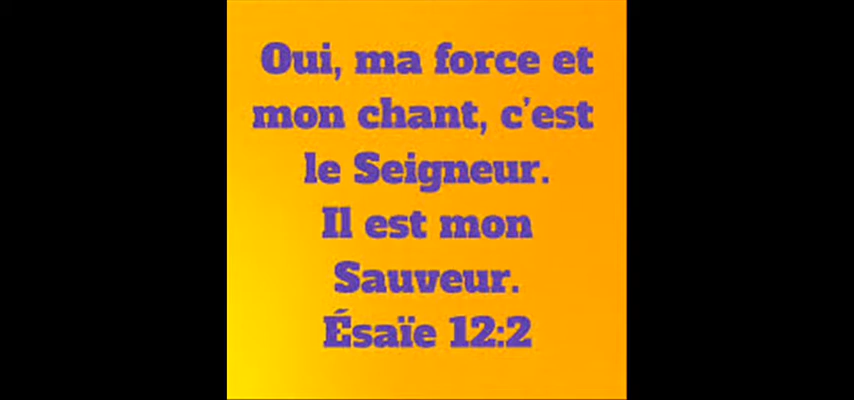 Oui, ma force et
mon chant, c'est
le Seigneur.
Il est mon
Sauveur.
Ésaïe 12:2